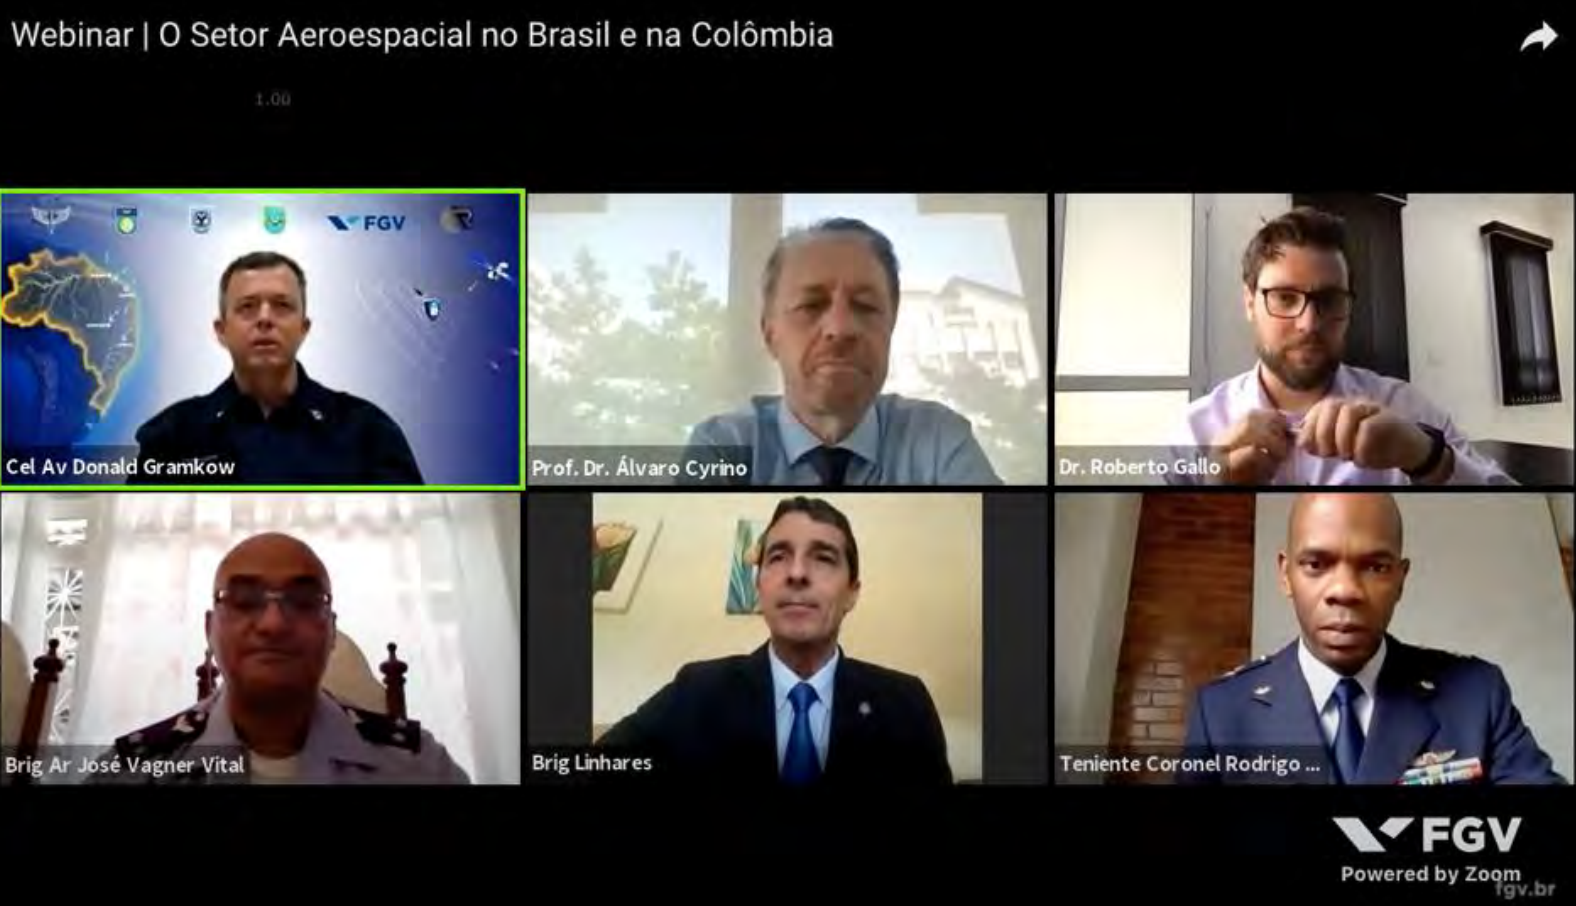 Webinar | O Setor Aeroespacial no Brasil e na Colômbia
1.00
FGV
Cel Av Donald Gramkow
Prof. Dr. Álvaro Cyrino
Dr. Roberto Gallo
Brig Ar José Vagner Vital
Brig Linhares
Teniente Coronel Rodrigo ...
FGV
Powered by Zoom
fgv.br